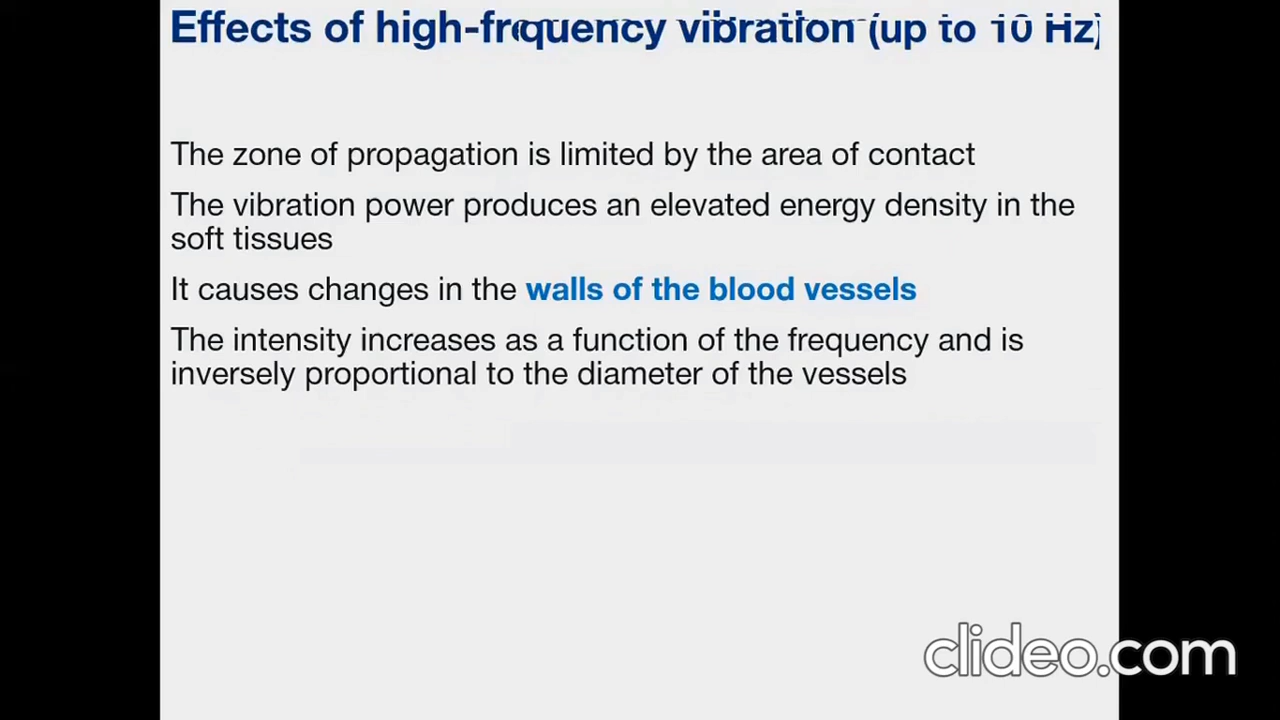 Effects of high-frequency vibration (up to 10 Hz)
The zone of propagation is limited by the area of contact
The vibration power produces an elevated energy density in the
soft tissues
It causes changes in the walls of the blood vessels
The intensity increases as a function of the frequency and is
inversely proportional to the diameter of the vessels
clideo.com